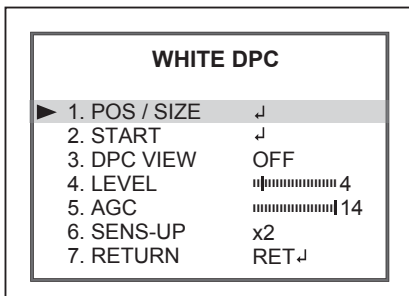 WHITE DPC
1. POS / SIZE ↲
2. START ↲
3. DPC VIEW OFF
4. LEVEL 4
5. AGC 14
6. SENS-UP x2
7. RETURN RET↲